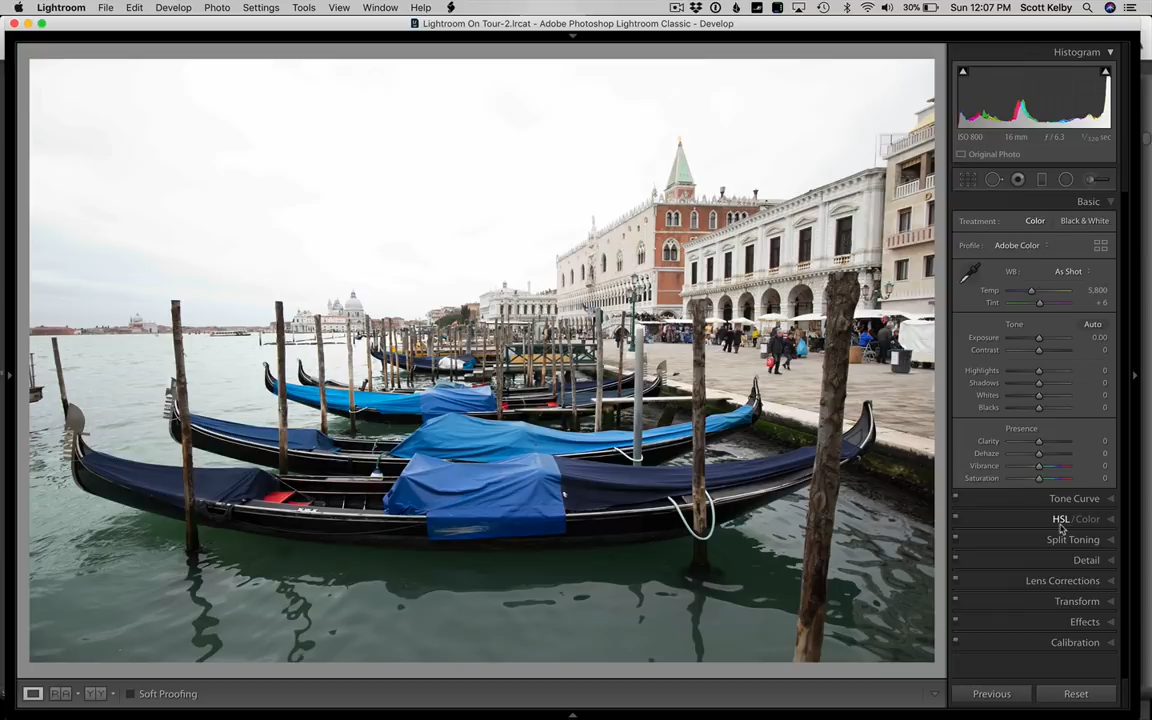 Lightroom File Edit Library Develop Photo Settings Tools View Window Help 30% Sun 12:07 PM Scott Kelby
Lightroom On Tour-2.lrcat - Adobe Photoshop Lightroom Classic - Develop
Histogram
ISO 800 16 mm ƒ / 6.3 1/320 sec
Original Photo
Basic
Treatment : Color Black & White
Profile : Adobe Color
WB : As Shot
Temp 5,800
Tint + 6
Tone Auto
Exposure 0.00
Contrast 0
Highlights 0
Shadows 0
Whites 0
Blacks 0
Presence
Clarity 0
Dehaze 0
Vibrance 0
Saturation 0
Tone Curve
HSL / Color
Split Toning
Detail
Lens Corrections
Transform
Effects
Calibration
Soft Proofing
Previous Reset